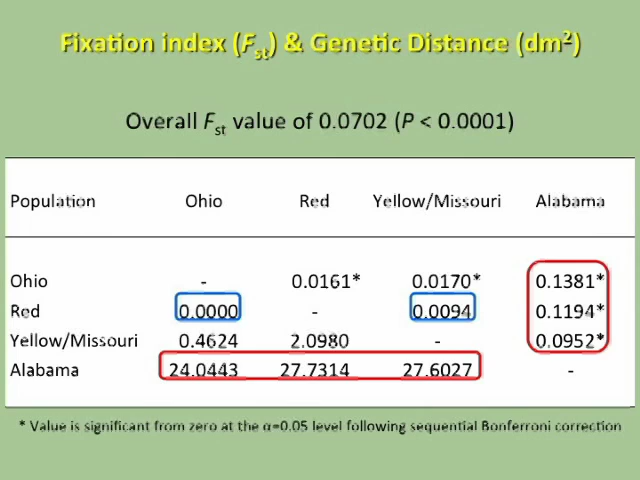 Fixation index (Fst) & Genetic Distance (dm²)
Overall Fst value of 0.0702 (P < 0.0001)
Population Ohio Red Yellow/Missouri Alabama
Ohio - 0.0161* 0.0170* 0.1381*
Red 0.0000 - 0.0094 0.1194*
Yellow/Missouri 0.4624 2.0980 - 0.0952*
Alabama 24.0443 27.7314 27.6027 -
* Value is significant from zero at the α=0.05 level following sequential Bonferroni correction